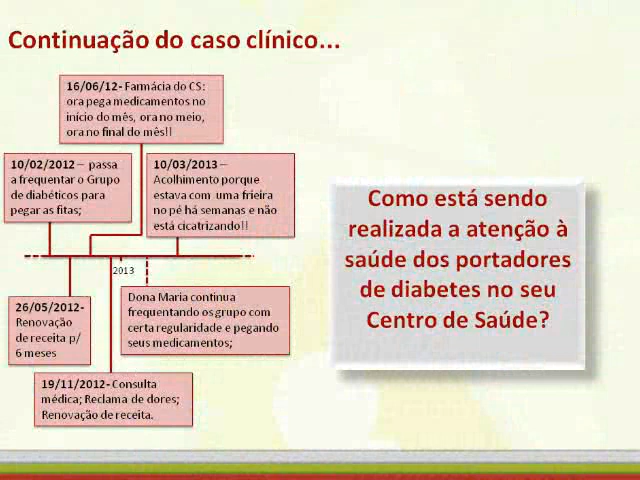 Continuação do caso clínico...
16/06/12- Farmácia do CS:
ora pega medicamentos no
início do mês, ora no meio,
ora no final do mês!!
10/02/2012 – passa
a frequentar o Grupo
de diabéticos para
pegar as fitas;
10/03/2013 –
Acolhimento porque
estava com uma frieira
no pé há semanas e não
está cicatrizando!!
2013
26/05/2012-
Renovação
de receita p/
6 meses
Dona Maria continua
frequentando os grupo com
certa regularidade e pegando
seus medicamentos;
19/11/2012- Consulta
médica; Reclama de dores;
Renovação de receita.
Como está sendo
realizada a atenção à
saúde dos portadores
de diabetes no seu
Centro de Saúde?